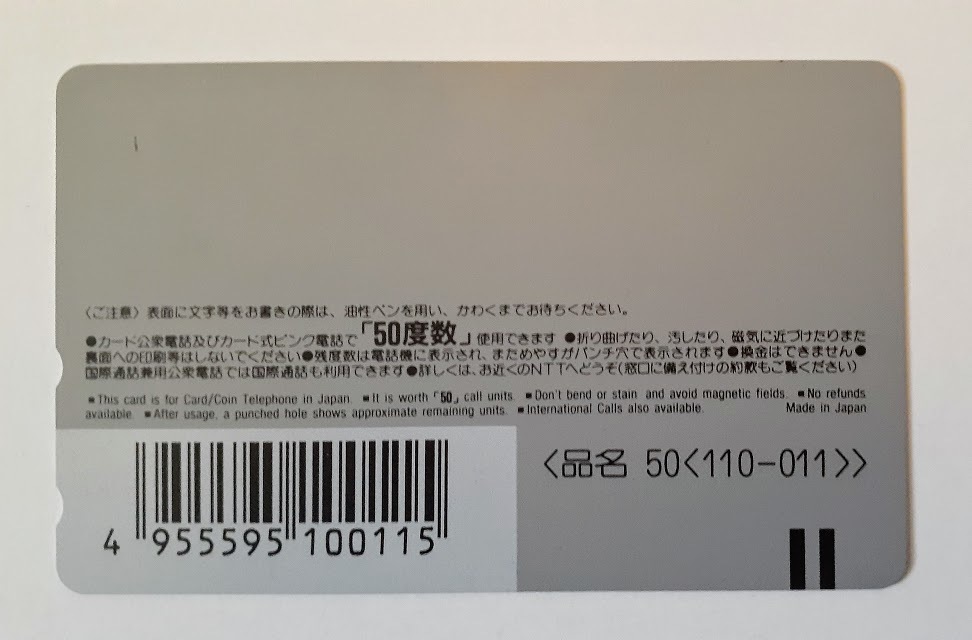 〈ご注意〉表面に文字等をお書きの際は、油性ペンを用い、かわくまでお待ちください。
●カード公衆電話及びカード式ピンク電話で「50度数」使用できます ●折り曲げたり、汚したり、磁気に近づけたりまた
裏面への印刷等はしないでください●残度数は電話機に表示され、まためやすがパンチ穴で表示されます●換金はできません●
国際通話兼用公衆電話では国際通話も利用できます●詳しくは、お近くのNTTへどうぞ(窓口に備え付けの約款もご覧ください)
■This card is for Card/Coin Telephone in Japan. ■It is worth「50」call units. ■Don't bend or stain and avoid magnetic fields. ■No refunds
available. ■After usage, a punched hole shows approximate remaining units. ■International Calls also available. Made in Japan
〈品名 50<110-011>〉
4 955595 100115